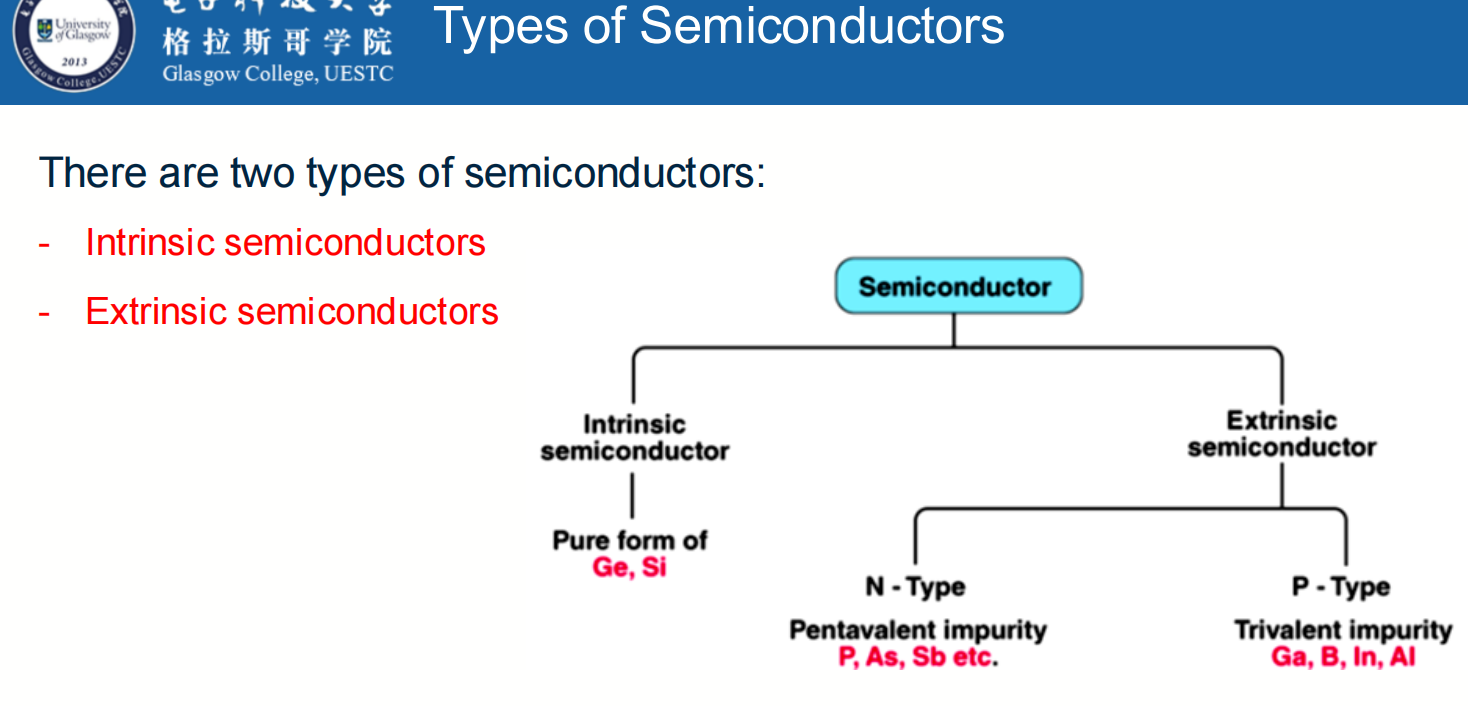 University
of Glasgow
2013
Glasgow College, UESTC
格拉斯哥学院
Glasgow College, UESTC
Types of Semiconductors
There are two types of semiconductors:
- Intrinsic semiconductors
- Extrinsic semiconductors
Semiconductor
Intrinsic
semiconductor
Extrinsic
semiconductor
Pure form of
Ge, Si
N - Type
Pentavalent impurity
P, As, Sb etc.
P - Type
Trivalent impurity
Ga, B, In, Al